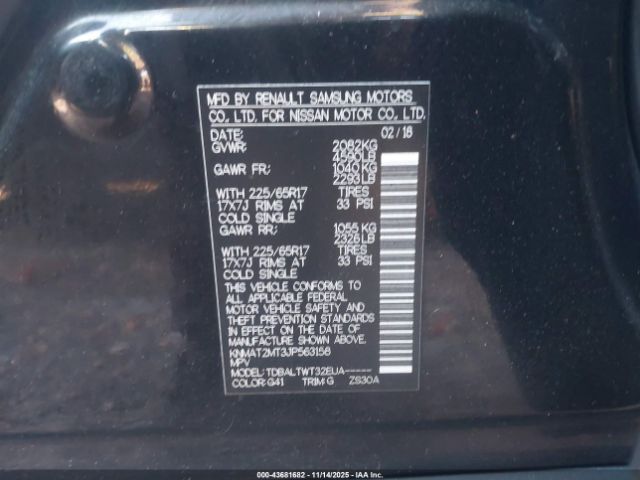 MFD BY RENAULT SAMSUNG MOTORS
CO., LTD. FOR NISSAN MOTOR CO., LTD.
DATE: 02/18
GVWR: 2082KG
4590LB
GAWR FR: 1040KG
2293LB
WITH 225/65R17 TIRES
17X7J RIMS AT 33 PSI
COLD SINGLE
GAWR RR: 1055 KG
2326LB
WITH 225/65R17 TIRES
17X7J RIMS AT 33 PSI
COLD SINGLE
THIS VEHICLE CONFORMS TO
ALL APPLICABLE FEDERAL
MOTOR VEHICLE SAFETY AND
THEFT PREVENTION STANDARDS
IN EFFECT ON THE DATE OF
MANUFACTURE SHOWN ABOVE.
KNMAT2MT3JP563158
MPV
MODEL: TDBALTWT32EUA------
COLOR: G41 TRIM: G ZS30A
000-43681682 - 11/14/2025 - IAAI.COM